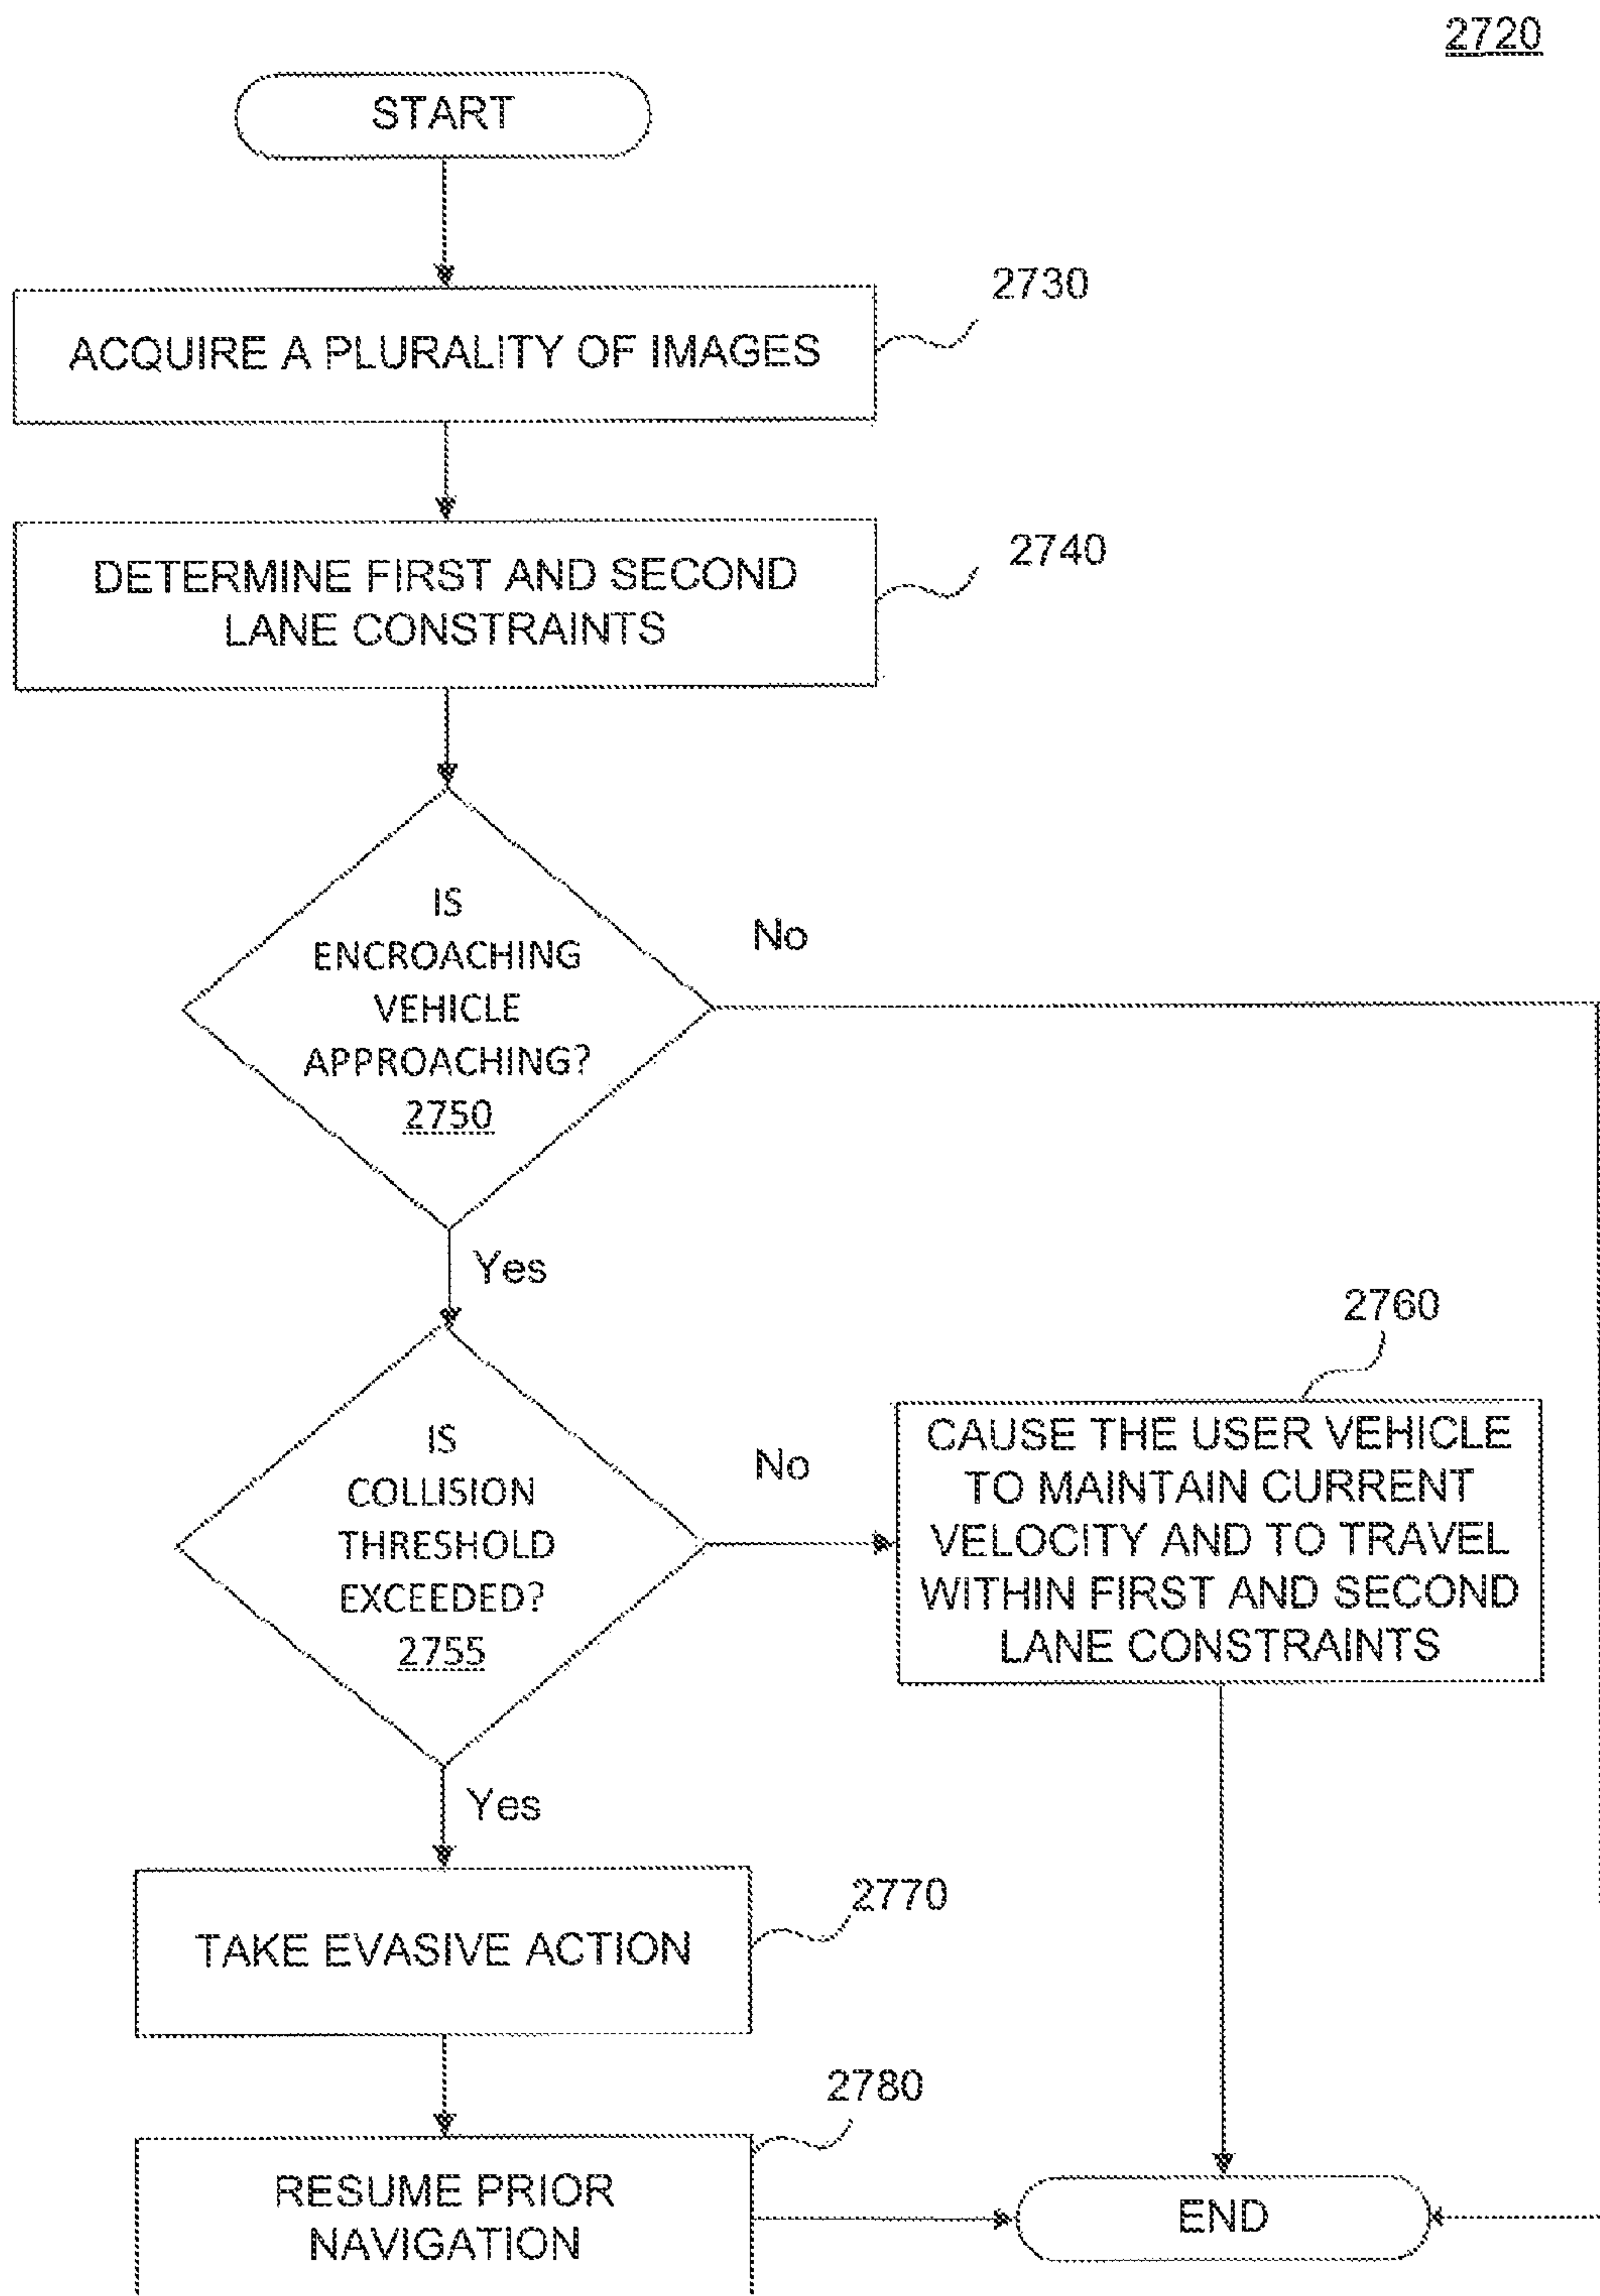 2720
START
2730
ACQUIRE A PLURALITY OF IMAGES
2740
DETERMINE FIRST AND SECOND
LANE CONSTRAINTS
IS
ENCROACHING
VEHICLE
APPROACHING?
2750
No
Yes
2760
IS
COLLISION
THRESHOLD
EXCEEDED?
2755
No
CAUSE THE USER VEHICLE
TO MAINTAIN CURRENT
VELOCITY AND TO TRAVEL
WITHIN FIRST AND SECOND
LANE CONSTRAINTS
Yes
2770
TAKE EVASIVE ACTION
2780
RESUME PRIOR
NAVIGATION
END